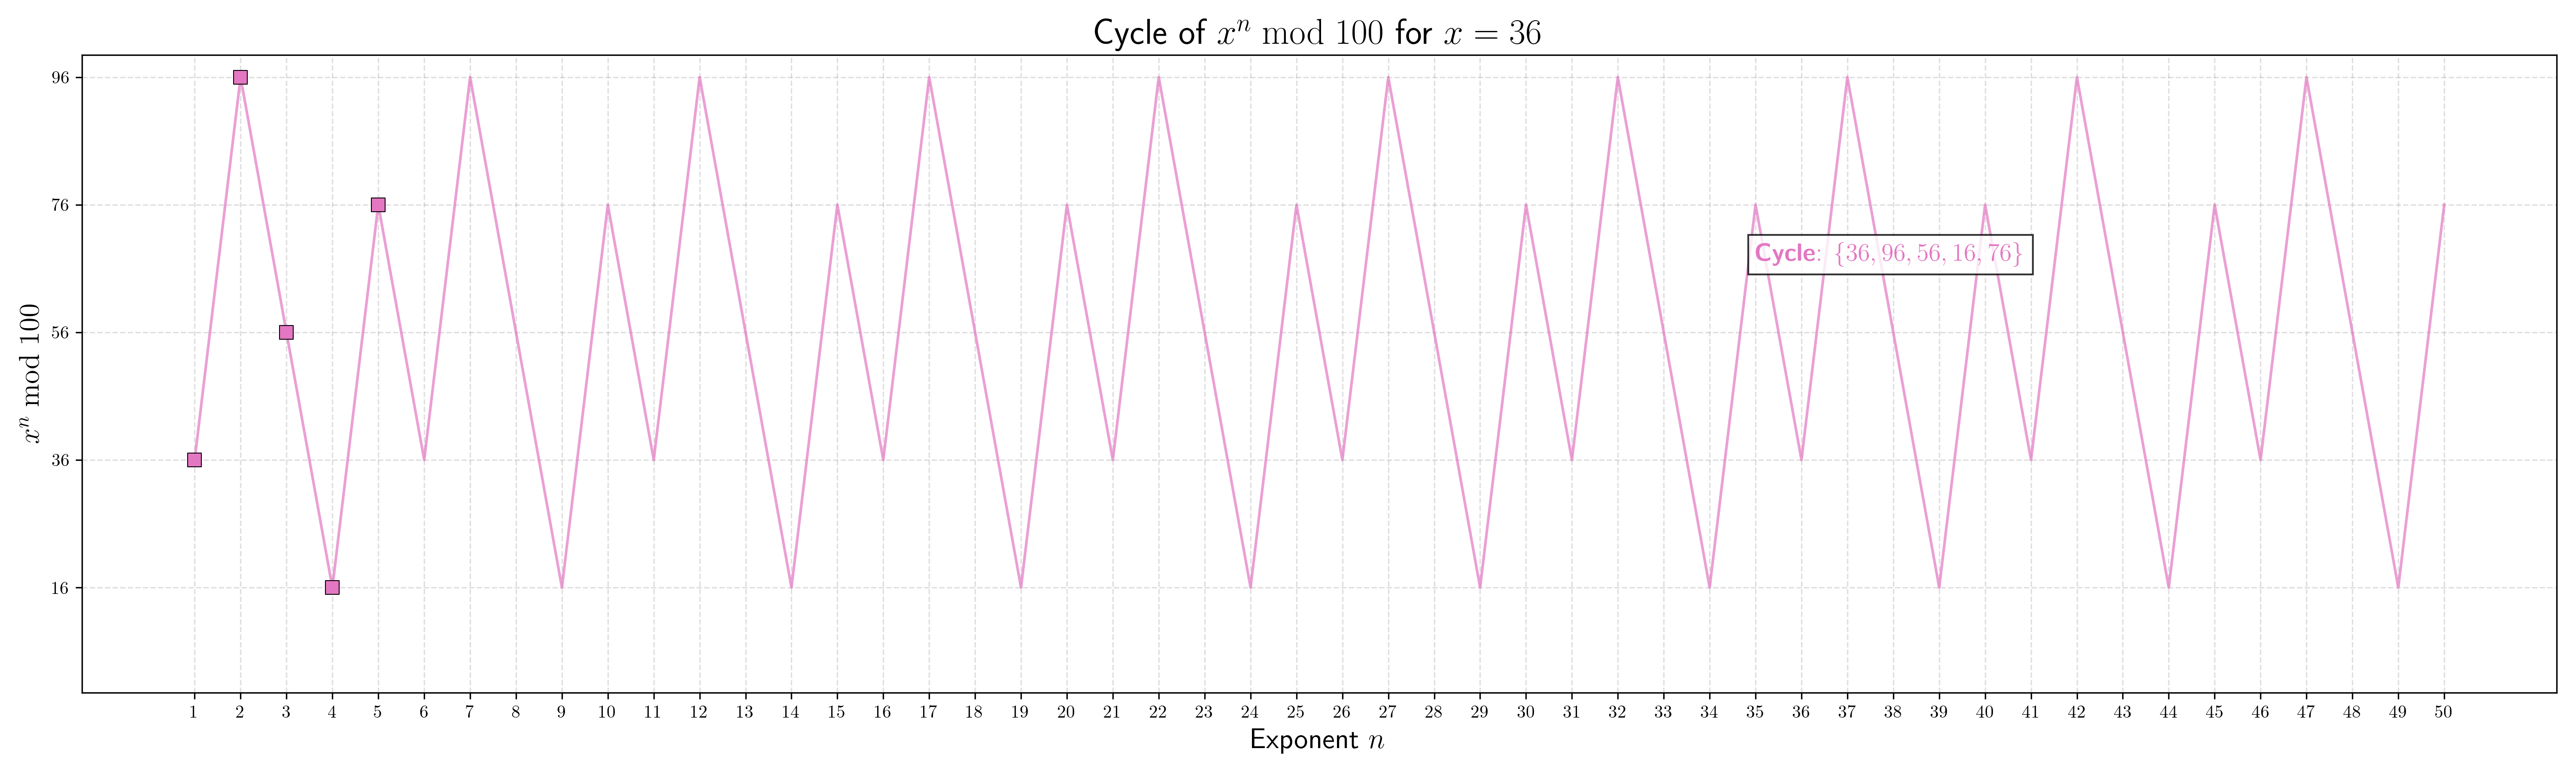 Cycle of $x^n$ mod 100 for $x = 36$
$x^n$ mod 100
96
76
56
36
16
Cycle: {36, 96, 56, 16, 76}
1 2 3 4 5 6 7 8 9 10 11 12 13 14 15 16 17 18 19 20 21 22 23 24 25 26 27 28 29 30 31 32 33 34 35 36 37 38 39 40 41 42 43 44 45 46 47 48 49 50
Exponent $n$